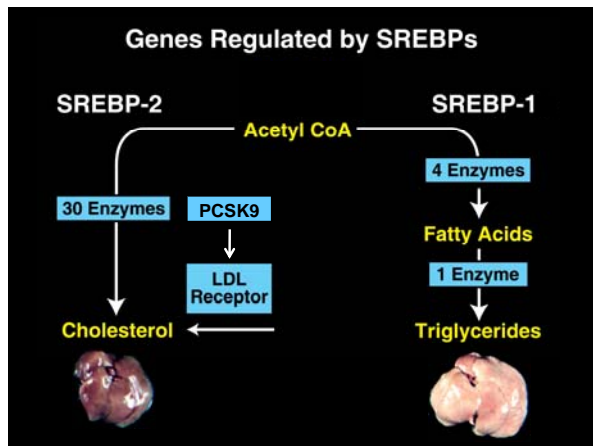 Genes Regulated by SREBPs
SREBP-2
SREBP-1
Acetyl CoA
4 Enzymes
30 Enzymes
PCSK9
Fatty Acids
LDL
Receptor
1 Enzyme
Cholesterol
Triglycerides